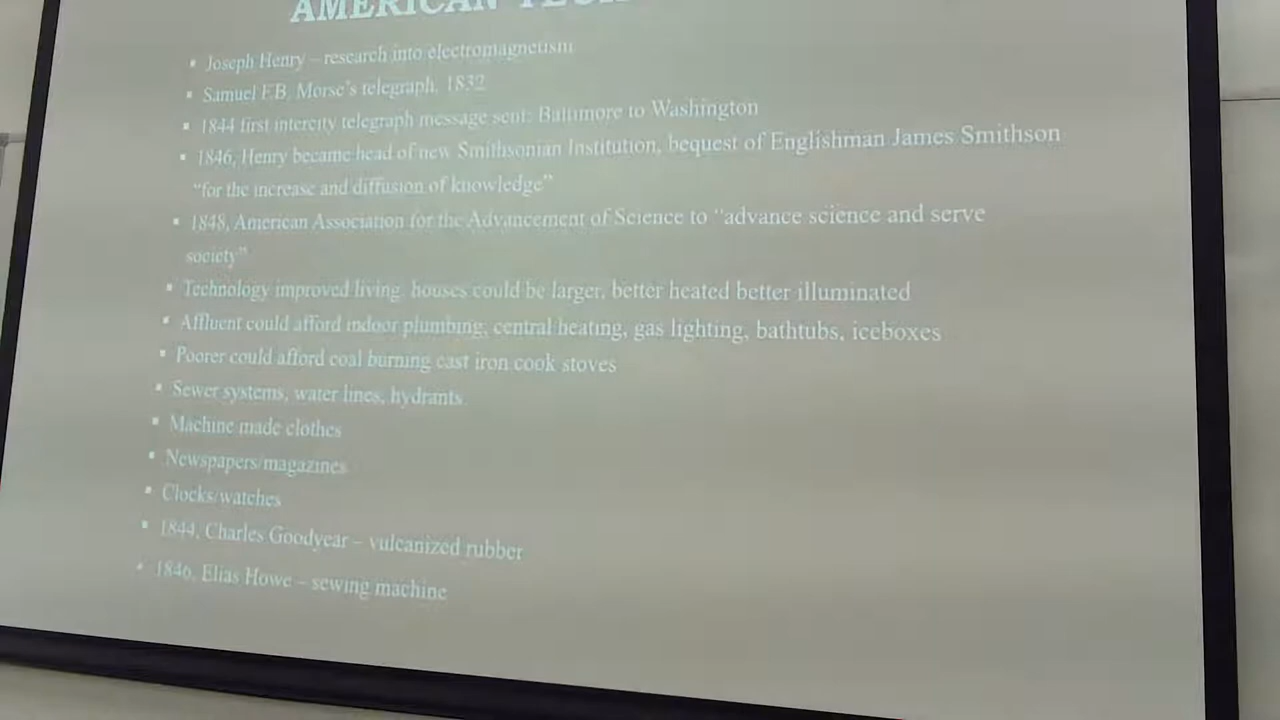 AMERICAN
▪ Joseph Henry – research into electromagnetism
▪ Samuel F.B. Morse's telegraph, 1832
▪ 1844 first intercity telegraph message sent: Baltimore to Washington
▪ 1846, Henry became head of new Smithsonian Institution, bequest of Englishman James Smithson
"for the increase and diffusion of knowledge"
▪ 1848, American Association for the Advancement of Science to "advance science and serve
society"
▪ Technology improved living: houses could be larger, better heated better illuminated
▪ Affluent could afford indoor plumbing, central heating, gas lighting, bathtubs, iceboxes
▪ Poorer could afford coal burning cast iron cook stoves
▪ Sewer systems, water lines, hydrants
▪ Machine made clothes
▪ Newspapers/magazines
▪ Clocks/watches
▪ 1844, Charles Goodyear – vulcanized rubber
▪ 1846, Elias Howe – sewing machine